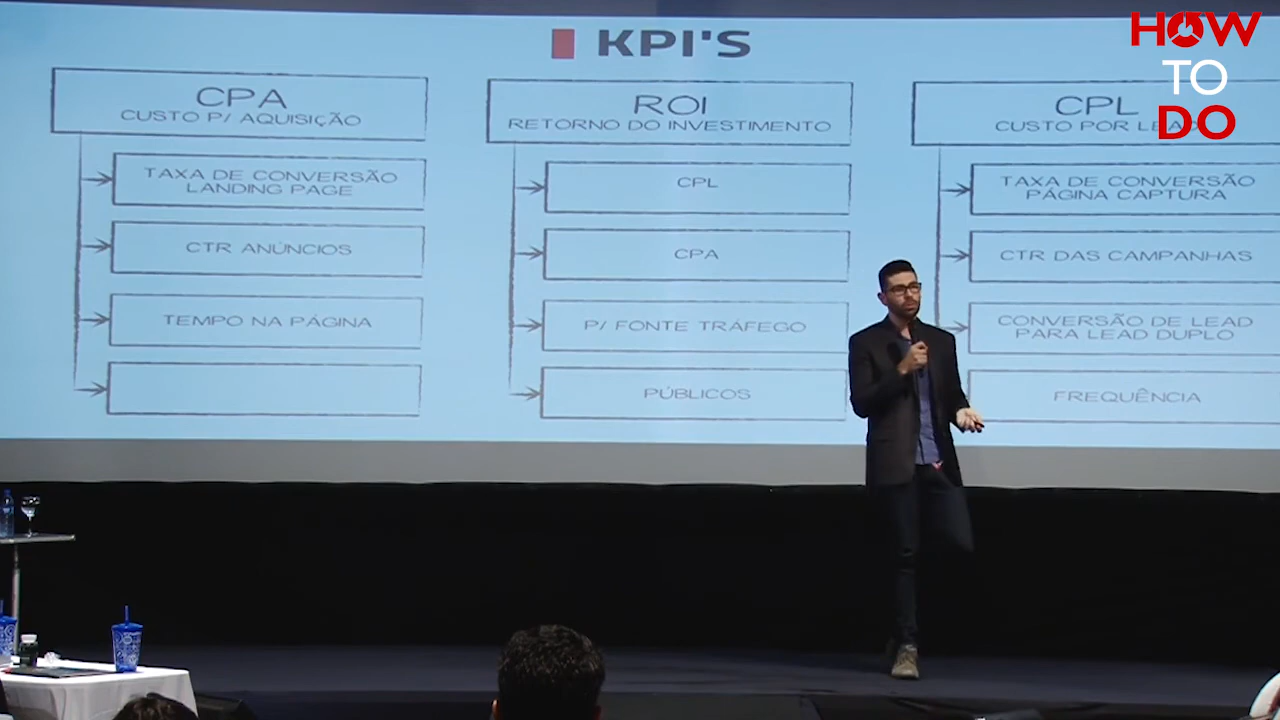 KPI'S
HOW
TO
DO
CPA
CUSTO P/ AQUISIÇÃO
TAXA DE CONVERSÃO
LANDING PAGE
CTR ANÚNCIOS
TEMPO NA PÁGINA
ROI
RETORNO DO INVESTIMENTO
CPL
CPA
P/ FONTE TRÁFEGO
PÚBLICOS
CPL
CUSTO POR LEAD
TAXA DE CONVERSÃO
PÁGINA CAPTURA
CTR DAS CAMPANHAS
CONVERSÃO DE LEAD
PARA LEAD DUPLO
FREQUÊNCIA